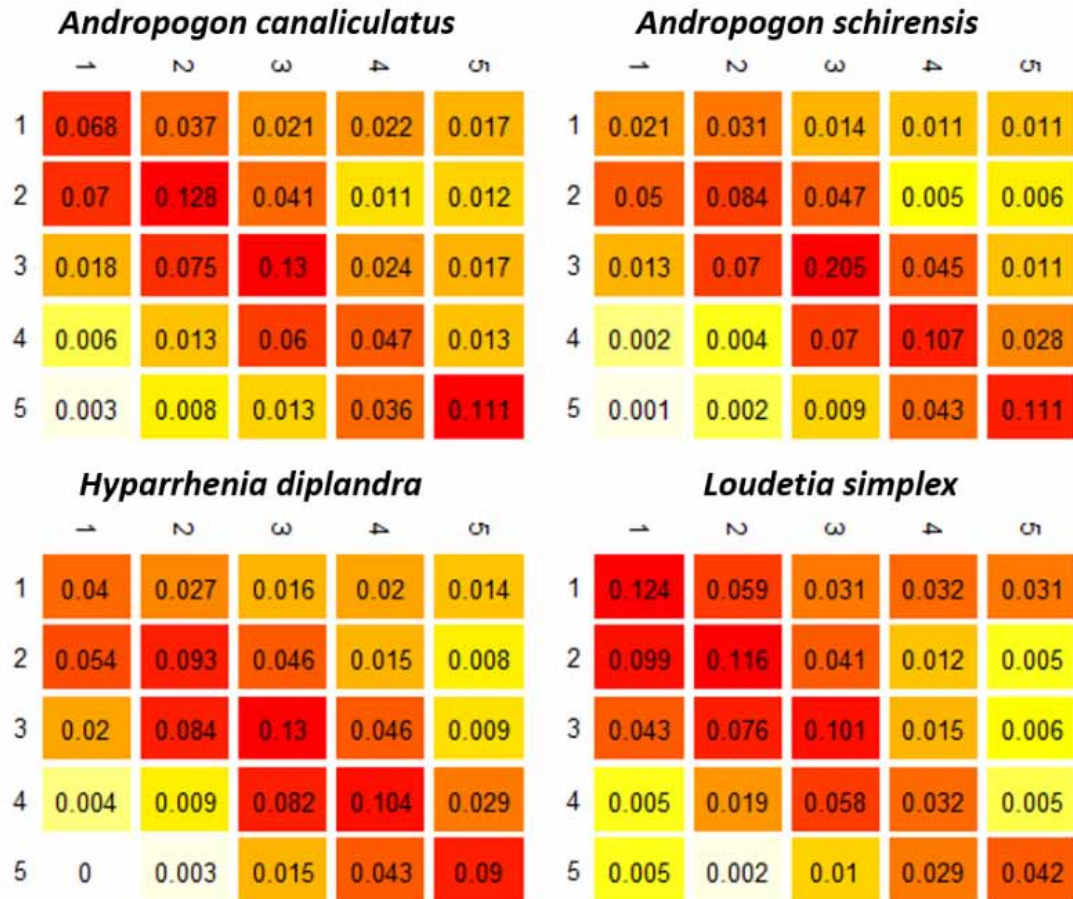 Andropogon canaliculatus
1 2 3 4 5
1 0.068 0.037 0.021 0.022 0.017
2 0.07 0.128 0.041 0.011 0.012
3 0.018 0.075 0.13 0.024 0.017
4 0.006 0.013 0.06 0.047 0.013
5 0.003 0.008 0.013 0.036 0.111
Andropogon schirensis
1 2 3 4 5
1 0.021 0.031 0.014 0.011 0.011
2 0.05 0.084 0.047 0.005 0.006
3 0.013 0.07 0.205 0.045 0.011
4 0.002 0.004 0.07 0.107 0.028
5 0.001 0.002 0.009 0.043 0.111
Hyparrhenia diplandra
1 2 3 4 5
1 0.04 0.027 0.016 0.02 0.014
2 0.054 0.093 0.046 0.015 0.008
3 0.02 0.084 0.13 0.046 0.009
4 0.004 0.009 0.082 0.104 0.029
5 0 0.003 0.015 0.043 0.09
Loudetia simplex
1 2 3 4 5
1 0.124 0.059 0.031 0.032 0.031
2 0.099 0.116 0.041 0.012 0.005
3 0.043 0.076 0.101 0.015 0.006
4 0.005 0.019 0.058 0.032 0.005
5 0.005 0.002 0.01 0.029 0.042